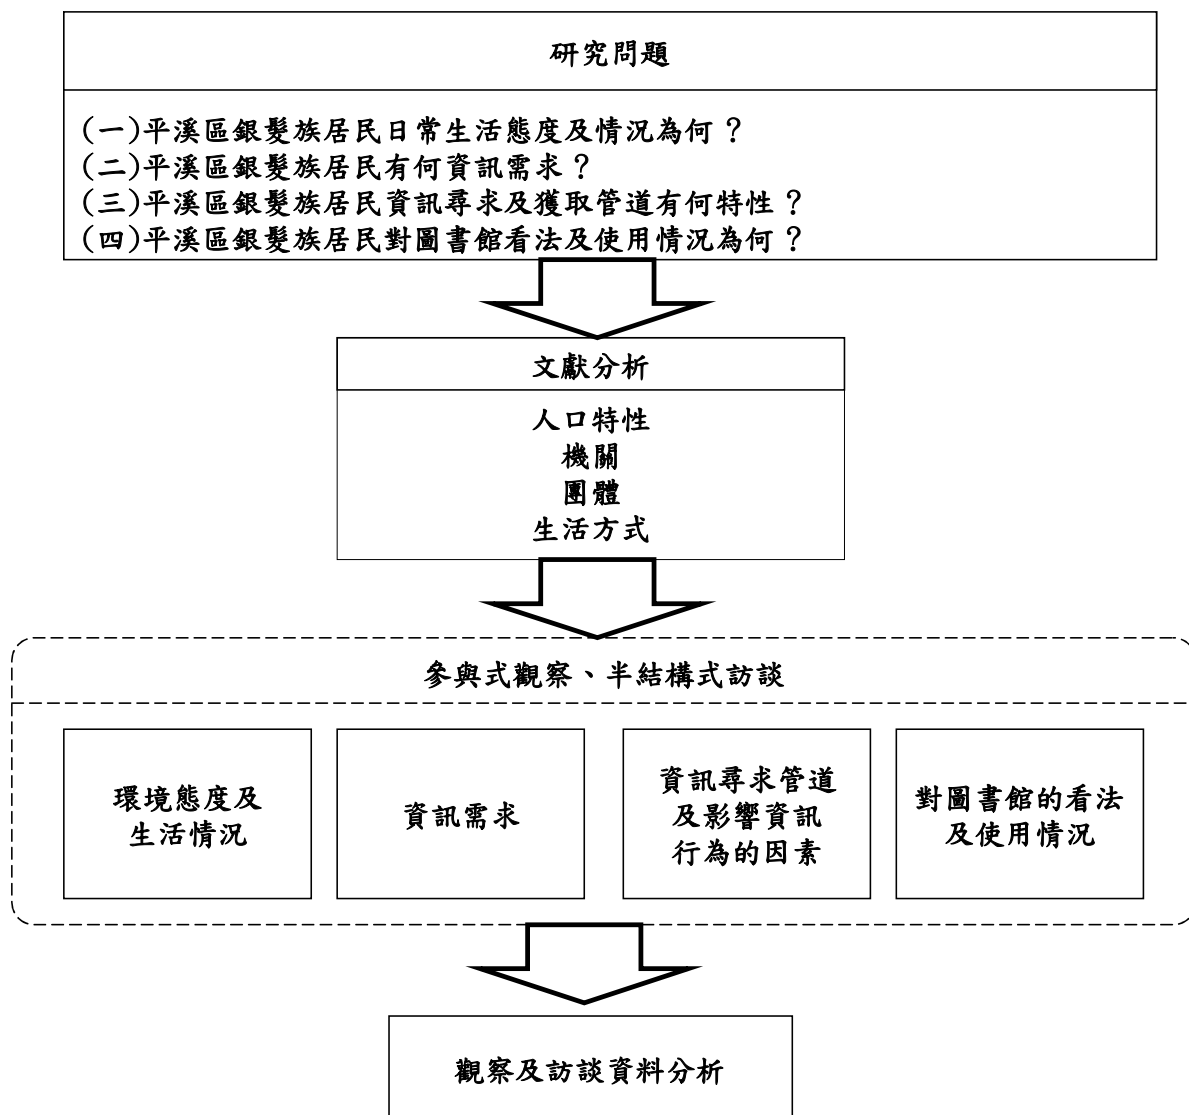 研究問題
(一)平溪區銀髮族居民日常生活態度及情況為何？
(二)平溪區銀髮族居民有何資訊需求？
(三)平溪區銀髮族居民資訊尋求及獲取管道有何特性？
(四)平溪區銀髮族居民對圖書館看法及使用情況為何？
文獻分析
人口特性
機關
團體
生活方式
參與式觀察、半結構式訪談
環境態度及
生活情況
資訊需求
資訊尋求管道
及影響資訊
行為的因素
對圖書館的看法
及使用情況
觀察及訪談資料分析